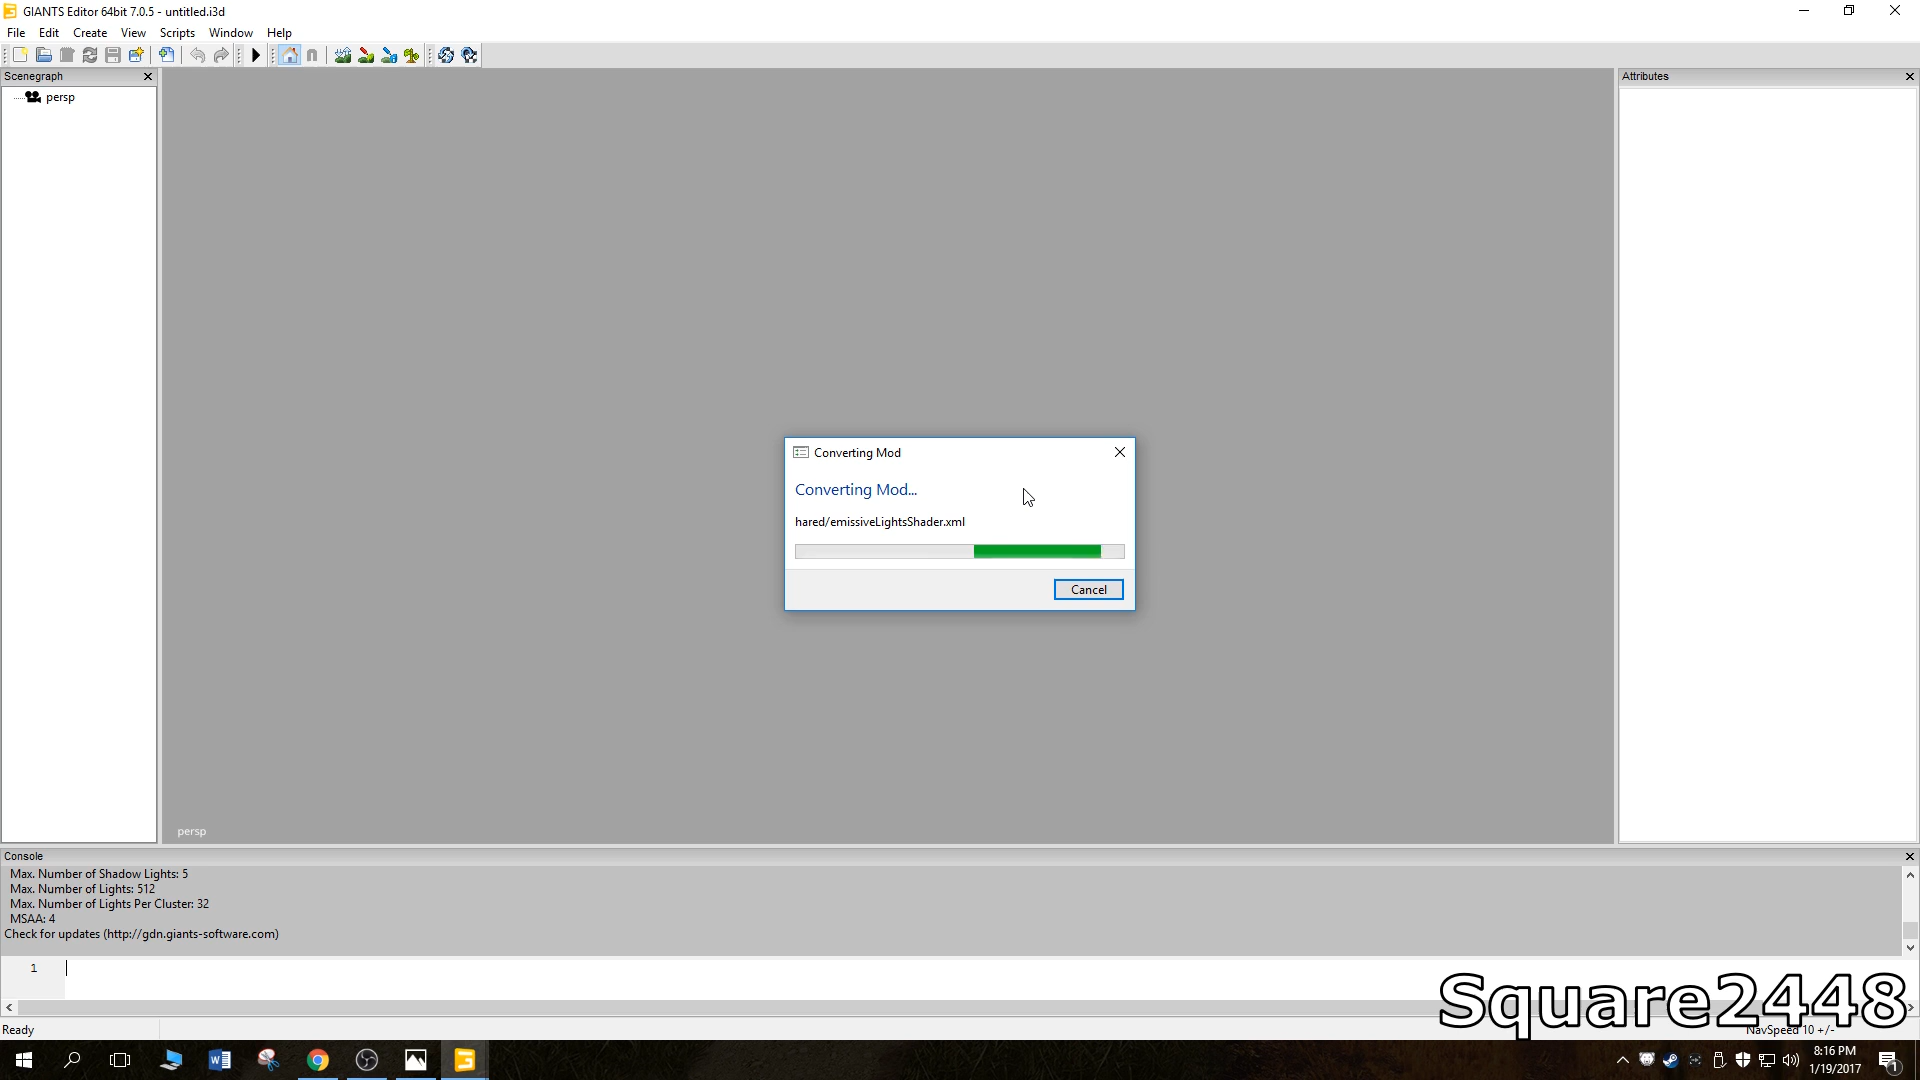 GIANTS Editor 64bit 7.0.5 - untitled.i3d
File Edit Create View Scripts Window Help
Scenegraph
Attributes
persp
Converting Mod
Converting Mod...
hared/emissiveLightsShader.xml
Cancel
persp
Console
Max. Number of Shadow Lights: 5
Max. Number of Lights: 512
Max. Number of Lights Per Cluster: 32
MSAA: 4
Check for updates (http://gdn.giants-software.com)
1
Square2448
Ready
NavSpeed 10 +/-
8:16 PM
1/19/2017
1